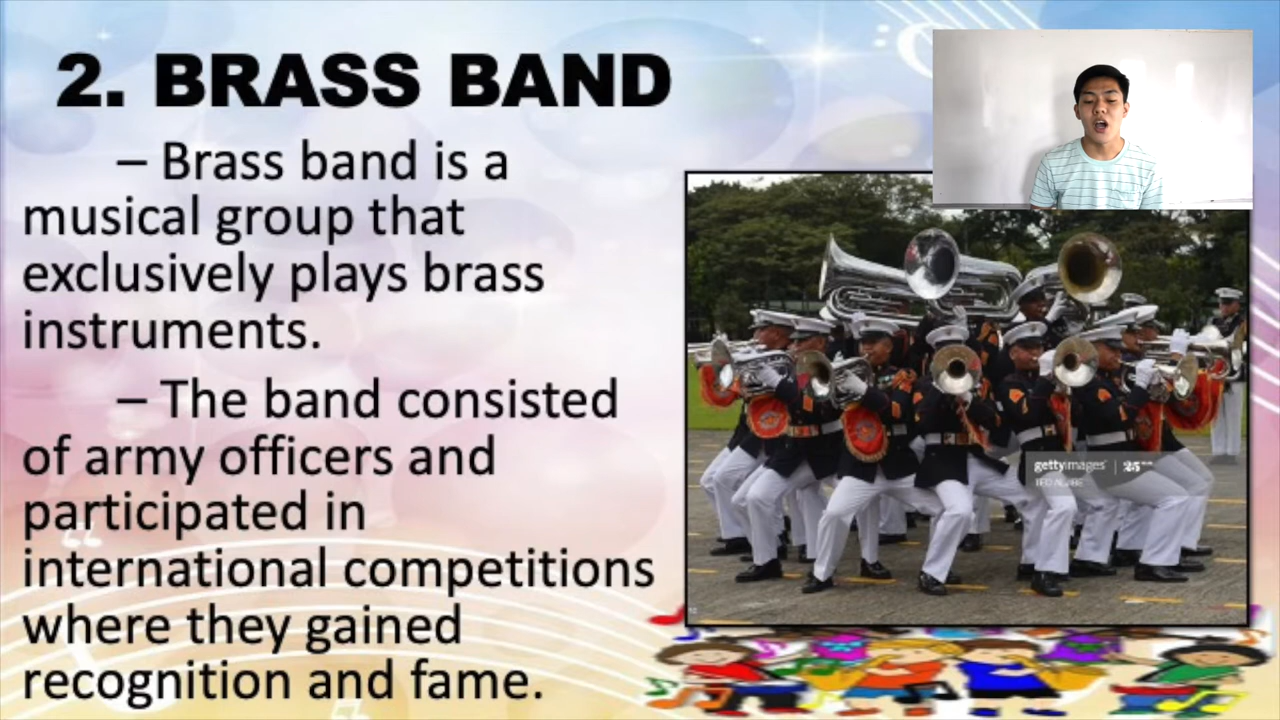 2. BRASS BAND
– Brass band is a
musical group that
exclusively plays brass
instruments.
– The band consisted
of army officers and
participated in
international competitions
where they gained
recognition and fame.
gettyimages